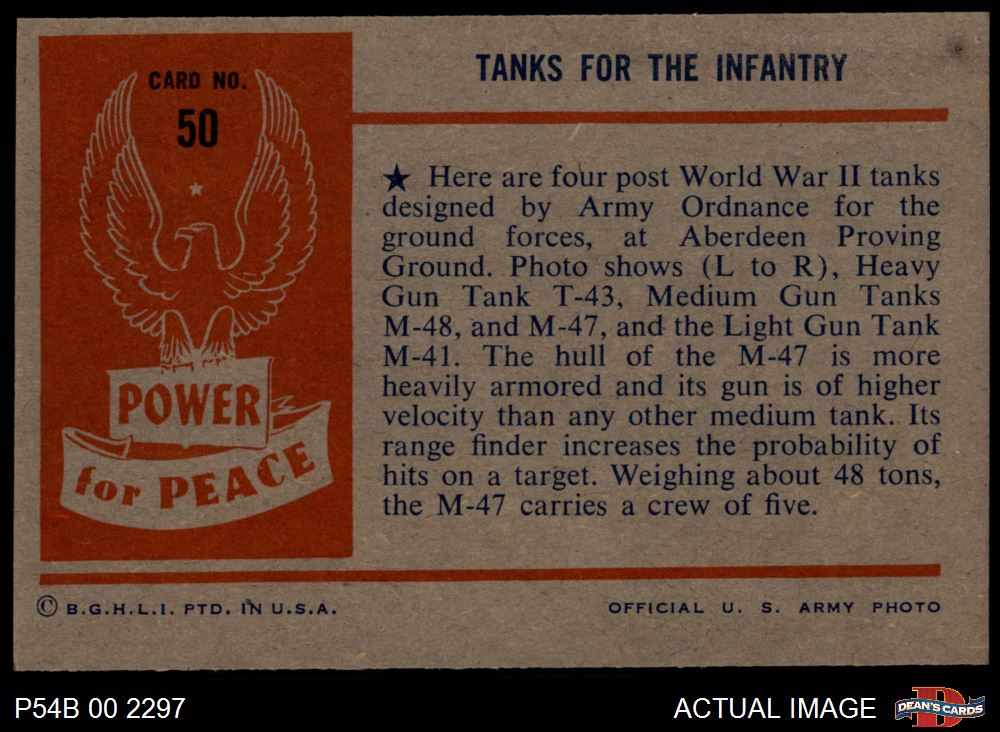 CARD NO.
50
POWER
for PEACE
TANKS FOR THE INFANTRY
★ Here are four post World War II tanks
designed by Army Ordnance for the
ground forces, at Aberdeen Proving
Ground. Photo shows (L to R), Heavy
Gun Tank T-43, Medium Gun Tanks
M-48, and M-47, and the Light Gun Tank
M-41. The hull of the M-47 is more
heavily armored and its gun is of higher
velocity than any other medium tank. Its
range finder increases the probability of
hits on a target. Weighing about 48 tons,
the M-47 carries a crew of five.
© B.G.H.L.I. PTD. IN U.S.A.
OFFICIAL U. S. ARMY PHOTO
P54B 00 2297
ACTUAL IMAGE
D
DEAN'S CARDS